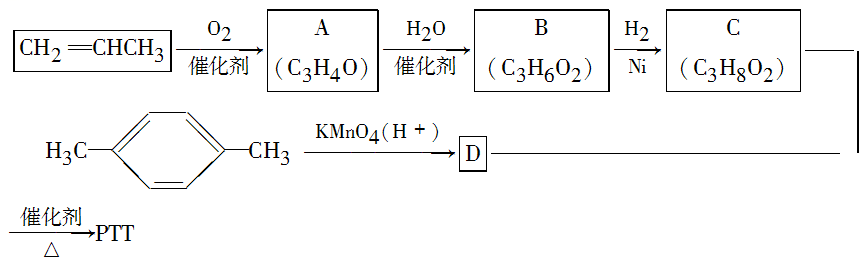 CH2═CHCH3 O2 催化剂 A (C3H4O) H2O 催化剂 B (C3H6O2) H2 Ni C (C3H8O2)
H3C CH3 KMnO4(H+) D
催化剂 △ PTT